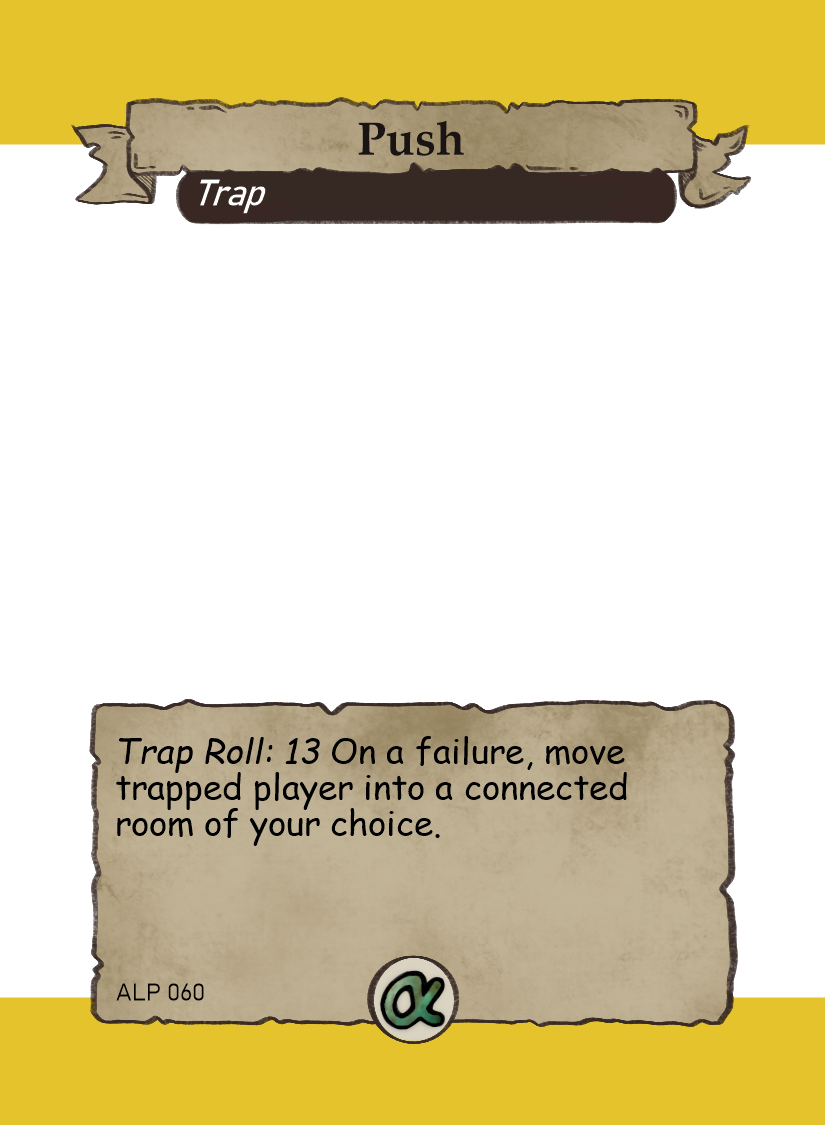 Push
Trap
Trap Roll: 13 On a failure, move
trapped player into a connected
room of your choice.
ALP 060
α